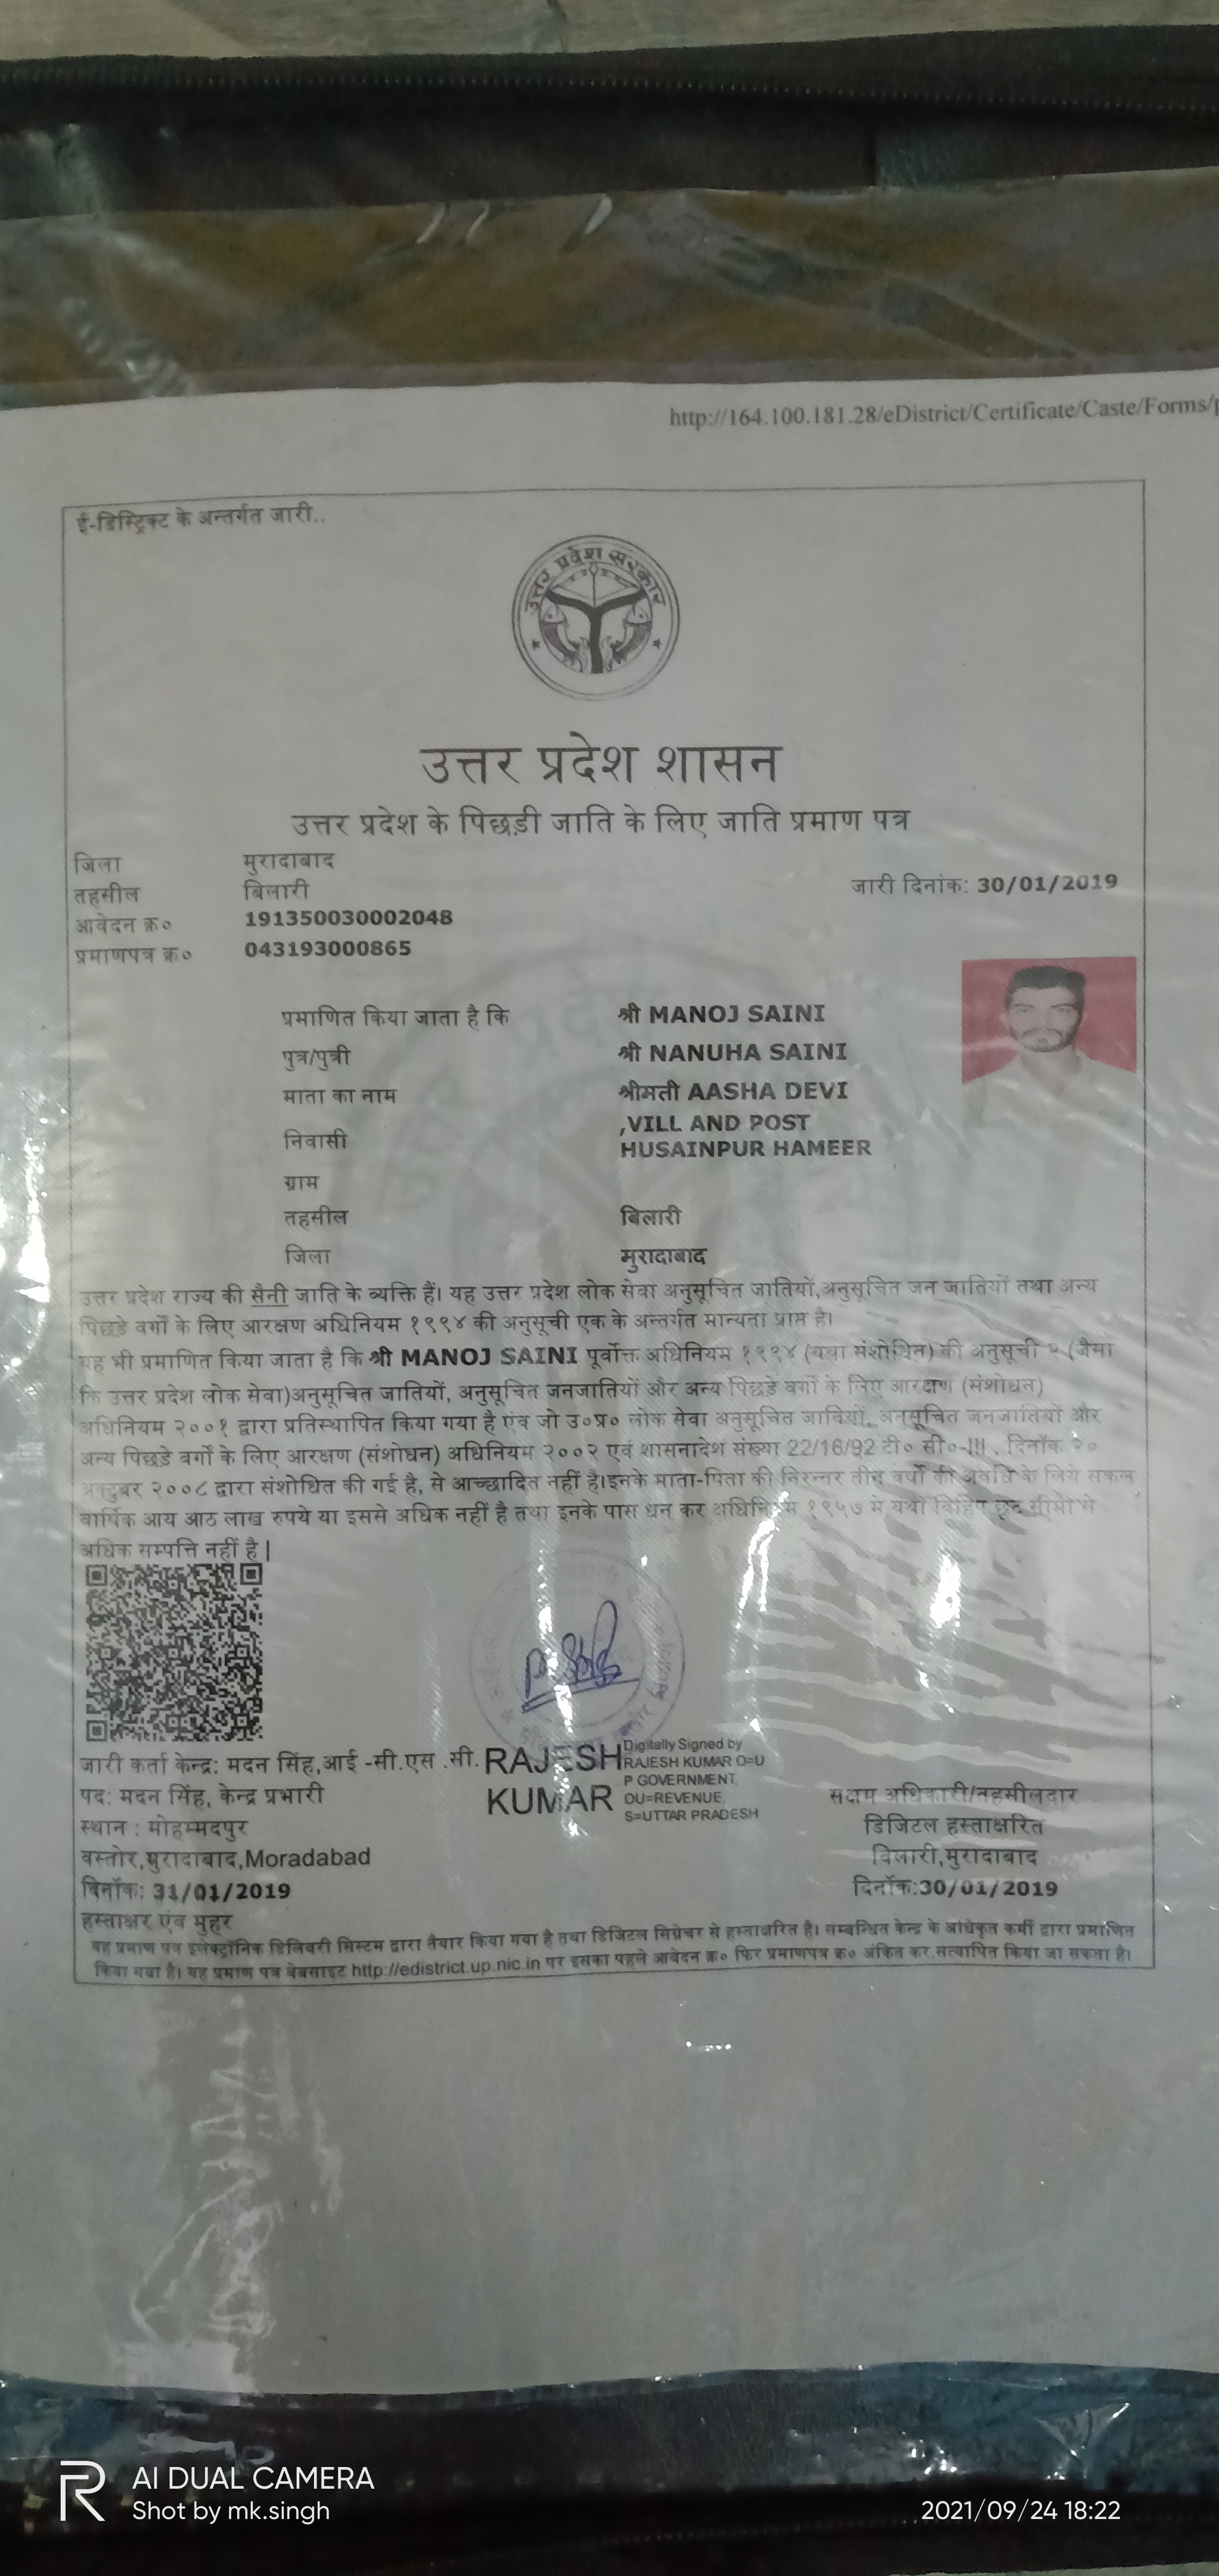 http://164.100.181.28/eDistrict/Certificate/Caste/Forms/p
ई-डिस्ट्रिक्ट के अन्तर्गत जारी..
उत्तर प्रदेश सरकार
उत्तर प्रदेश शासन
उत्तर प्रदेश के पिछड़ी जाति के लिए जाति प्रमाण पत्र
जिला मुरादाबाद
तहसील बिलारी जारी दिनांक: 30/01/2019
आवेदन क्र० 191350030002048
प्रमाणपत्र क्र० 043193000865
प्रमाणित किया जाता है कि श्री MANOJ SAINI
पुत्र/पुत्री श्री NANUHA SAINI
माता का नाम श्रीमती AASHA DEVI
निवासी ,VILL AND POST
HUSAINPUR HAMEER
ग्राम
तहसील बिलारी
जिला मुरादाबाद
उत्तर प्रदेश राज्य की सैनी जाति के व्यक्ति हैं। यह उत्तर प्रदेश लोक सेवा अनुसूचित जातियों,अनुसूचित जन जातियों तथा अन्य
पिछड़े वर्गों के लिए आरक्षण अधिनियम १९९४ की अनुसूची एक के अन्तर्गत मान्यता प्राप्त है।
यह भी प्रमाणित किया जाता है कि श्री MANOJ SAINI पूर्वोक्त अधिनियम १९९४ (यथा संशोधित) की अनुसूची (जैमा
कि उत्तर प्रदेश लोक सेवा)अनुसूचित जातियों, अनुसूचित जनजातियों और अन्य पिछड़े वर्गों के लिए आरक्षण (संशोधन)
अधिनियम २००१ द्वारा प्रतिस्थापित किया गया है एंव जो उ०प्र० लोक सेवा अनुसूचित जातियों, अनुसूचित जनजातियों और
अन्य पिछड़े वर्गों के लिए आरक्षण (संशोधन) अधिनियम २००२ एवं शासनादेश संख्या 22/16/92 टी० सी०-III , दिनाँक २०
अक्टुबर २००८ द्वारा संशोधित की गई है, से आच्छादित नहीं है।इनके माता-पिता की निरन्तर तीन वर्षों की अवधि के लिये सकल
वार्षिक आय आठ लाख रुपये या इससे अधिक नहीं है तथा इनके पास धन कर अधिनियम १९५७ में यथा विहित छूट सीमा से
अधिक सम्पत्ति नहीं है |
जारी कर्ता केन्द्र: मदन सिंह,आई -सी.एस .सी.
पद: मदन सिंह, केन्द्र प्रभारी
स्थान : मोहम्मदपुर
वस्तोर,मुरादाबाद,Moradabad
दिनाँक: 31/01/2019
हस्ताक्षर एंव मुहर
RAJESH
KUMAR
Digitally Signed by
RAJESH KUMAR O=U
P GOVERNMENT,
OU=REVENUE,
S=UTTAR PRADESH
सक्षम अधिकारी/तहसीलदार
डिजिटल हस्ताक्षरित
बिलारी,मुरादाबाद
दिनाँक:30/01/2019
यह प्रमाण पत्र इलेक्ट्रॉनिक डिलिवरी सिस्टम द्वारा तैयार किया गया है तथा डिजिटल सिग्नेचर से हस्ताक्षरित है। सम्बन्धित केन्द्र के अधिकृत कर्मी द्वारा प्रमाणित
किया गया है। यह प्रमाण पत्र वेबसाइट http://edistrict.up.nic.in पर इसका पहले आवेदन क्र० फिर प्रमाणपत्र क्र० अंकित कर,सत्यापित किया जा सकता है।
AI DUAL CAMERA
Shot by mk.singh
2021/09/24 18:22